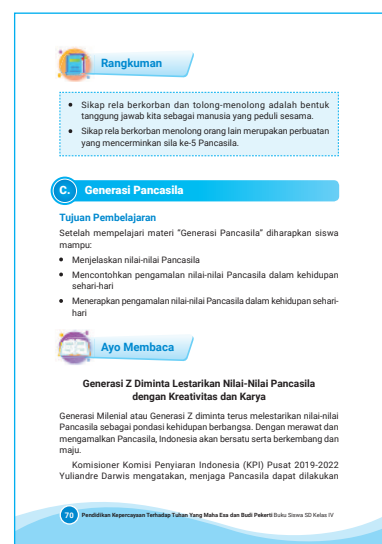 Rangkuman
• Sikap rela berkorban dan tolong-menolong adalah bentuk
tanggung jawab kita sebagai manusia yang peduli sesama.
• Sikap rela berkorban menolong orang lain merupakan perbuatan
yang mencerminkan sila ke-5 Pancasila.
C. Generasi Pancasila
Tujuan Pembelajaran
Setelah mempelajari materi “Generasi Pancasila” diharapkan siswa
mampu:
• Menjelaskan nilai-nilai Pancasila
• Mencontohkan pengamalan nilai-nilai Pancasila dalam kehidupan
sehari-hari
• Menerapkan pengamalan nilai-nilai Pancasila dalam kehidupan sehari-
hari
Ayo Membaca
Generasi Z Diminta Lestarikan Nilai-Nilai Pancasila
dengan Kreativitas dan Karya
Generasi Milenial atau Generasi Z diminta terus melestarikan nilai-nilai
Pancasila sebagai pondasi kehidupan berbangsa. Dengan merawat dan
mengamalkan Pancasila, Indonesia akan bersatu serta berkembang dan
maju.
Komisioner Komisi Penyiaran Indonesia (KPI) Pusat 2019-2022
Yuliandre Darwis mengatakan, menjaga Pancasila dapat dilakukan
70 Pendidikan Kepercayaan Terhadap Tuhan Yang Maha Esa dan Budi Pekerti Buku Siswa SD Kelas IV